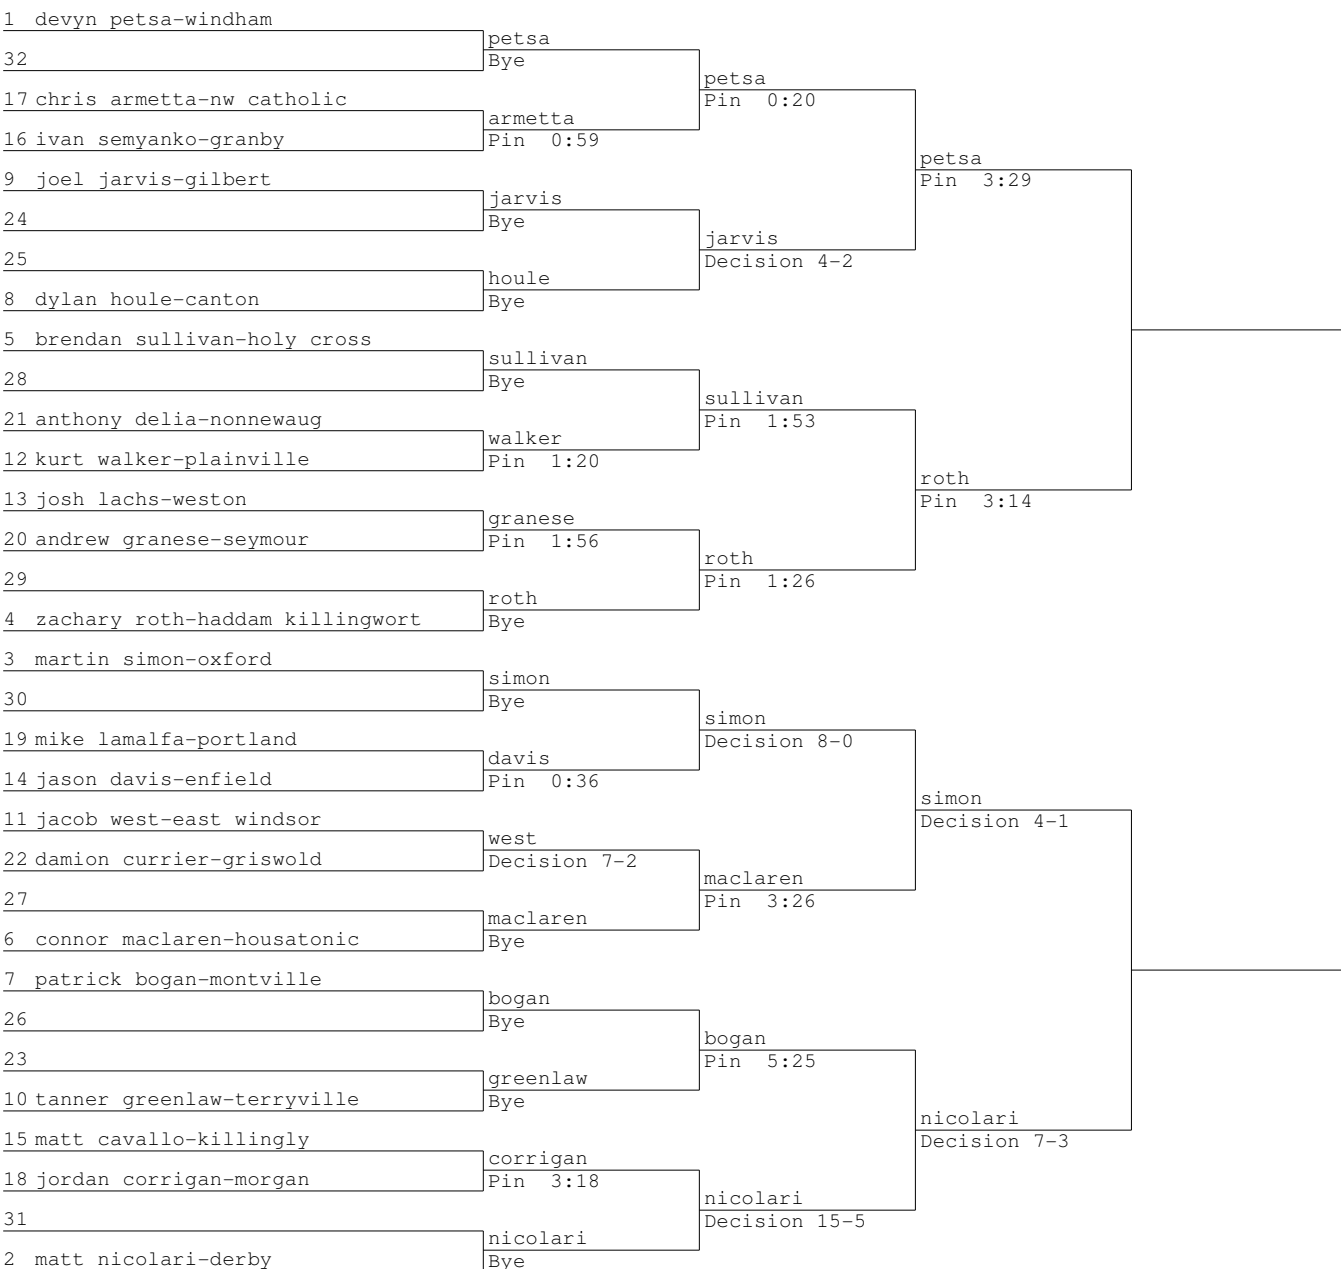 1 devyn petsa-windham
32
17 chris armetta-nw catholic
16 ivan semyanko-granby
9 joel jarvis-gilbert
24
25
8 dylan houle-canton
5 brendan sullivan-holy cross
28
21 anthony delia-nonnewaug
12 kurt walker-plainville
13 josh lachs-weston
20 andrew granese-seymour
29
4 zachary roth-haddam killingwort
3 martin simon-oxford
30
19 mike lamalfa-portland
14 jason davis-enfield
11 jacob west-east windsor
22 damion currier-griswold
27
6 connor maclaren-housatonic
7 patrick bogan-montville
26
23
10 tanner greenlaw-terryville
15 matt cavallo-killingly
18 jordan corrigan-morgan
31
2 matt nicolari-derby
petsa
Bye
armetta
Pin 0:59
jarvis
Bye
houle
Bye
sullivan
Bye
walker
Pin 1:20
granese
Pin 1:56
roth
Bye
simon
Bye
davis
Pin 0:36
west
Decision 7-2
maclaren
Bye
bogan
Bye
greenlaw
Bye
corrigan
Pin 3:18
nicolari
Bye
petsa
Pin 0:20
jarvis
Decision 4-2
sullivan
Pin 1:53
roth
Pin 1:26
simon
Decision 8-0
maclaren
Pin 3:26
bogan
Pin 5:25
nicolari
Decision 15-5
petsa
Pin 3:29
roth
Pin 3:14
simon
Decision 4-1
nicolari
Decision 7-3